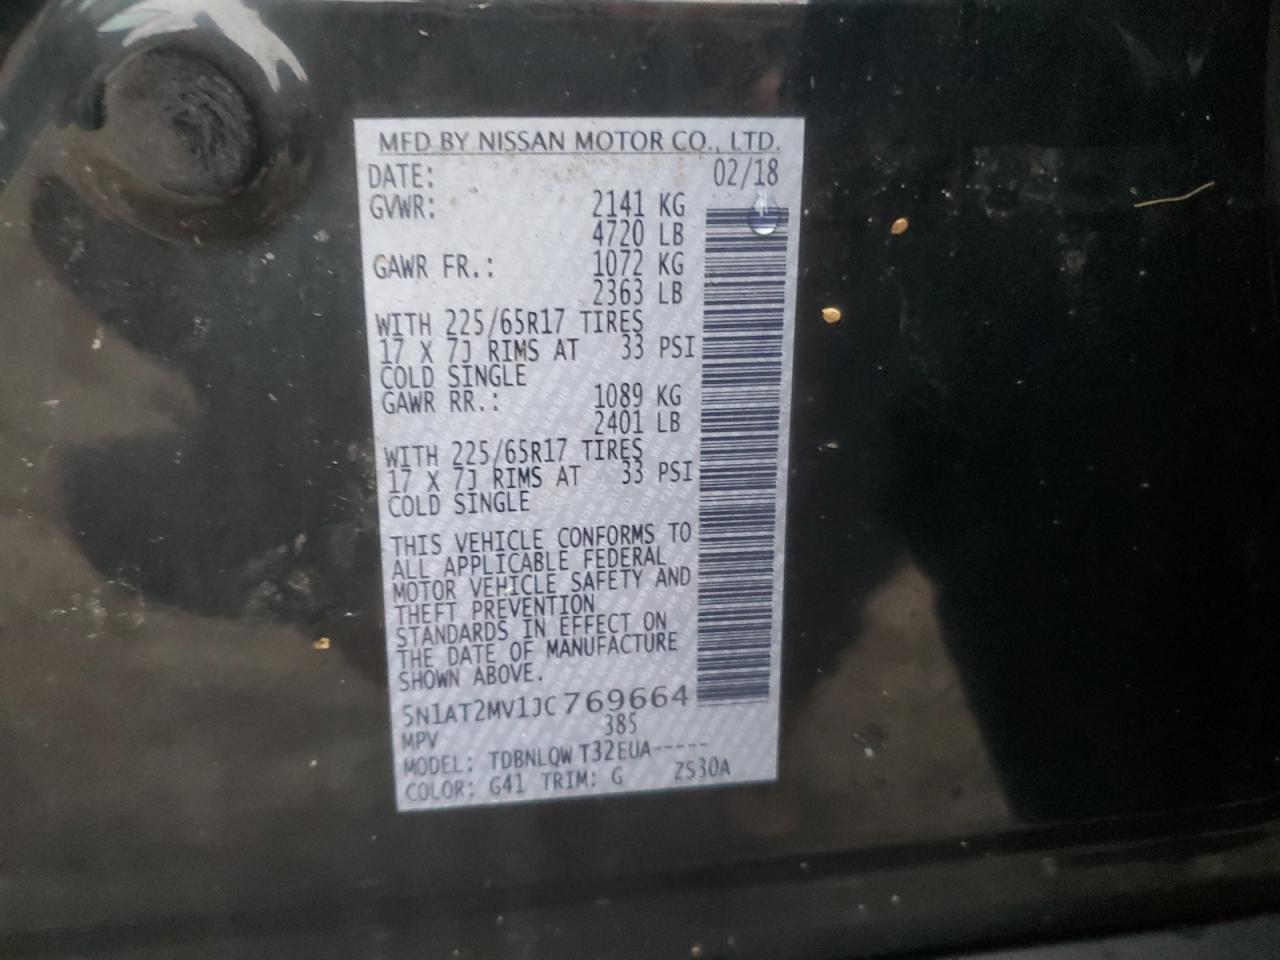 MFD BY NISSAN MOTOR CO., LTD.
DATE: 02/18
GVWR: 2141 KG
4720 LB
GAWR FR.: 1072 KG
2363 LB
WITH 225/65R17 TIRES
17 X 7J RIMS AT 33 PSI
COLD SINGLE
GAWR RR.: 1089 KG
2401 LB
WITH 225/65R17 TIRES
17 X 7J RIMS AT 33 PSI
COLD SINGLE
THIS VEHICLE CONFORMS TO
ALL APPLICABLE FEDERAL
MOTOR VEHICLE SAFETY AND
THEFT PREVENTION
STANDARDS IN EFFECT ON
THE DATE OF MANUFACTURE
SHOWN ABOVE.
5N1AT2MV1JC769664
MPV 385
MODEL: TDBNLQW T32EUA-----
COLOR: G41 TRIM: G ZS30A